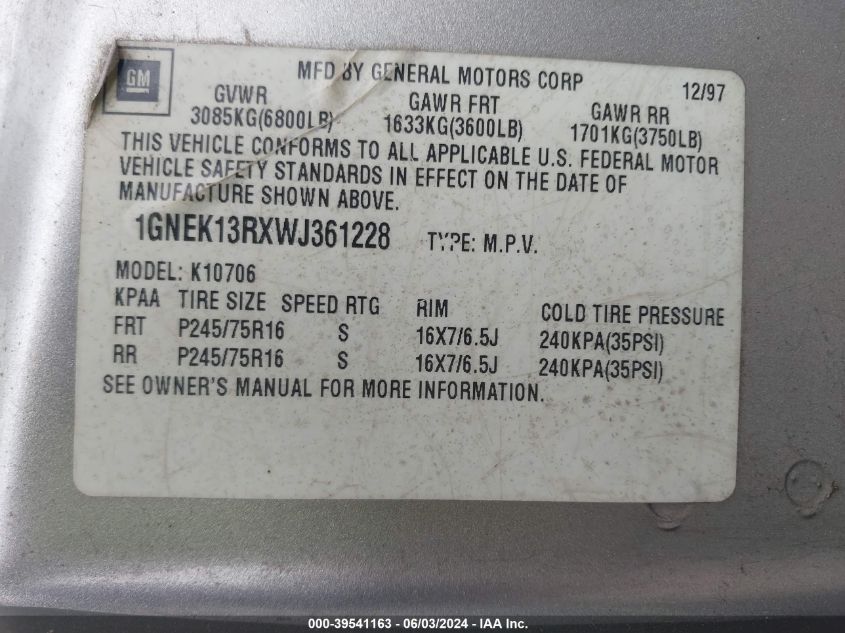 GM
MFD BY GENERAL MOTORS CORP 12/97
GVWR GAWR FRT GAWR RR
3085KG(6800LB) 1633KG(3600LB) 1701KG(3750LB)
THIS VEHICLE CONFORMS TO ALL APPLICABLE U.S. FEDERAL MOTOR
VEHICLE SAFETY STANDARDS IN EFFECT ON THE DATE OF
MANUFACTURE SHOWN ABOVE.
1GNEK13RXWJ361228 TYPE: M.P.V.
MODEL: K10706
KPAA TIRE SIZE SPEED RTG RIM COLD TIRE PRESSURE
FRT P245/75R16 S 16X7/6.5J 240KPA(35PSI)
RR P245/75R16 S 16X7/6.5J 240KPA(35PSI)
SEE OWNER'S MANUAL FOR MORE INFORMATION.
000-39541163 - 06/03/2024 - IAA Inc.